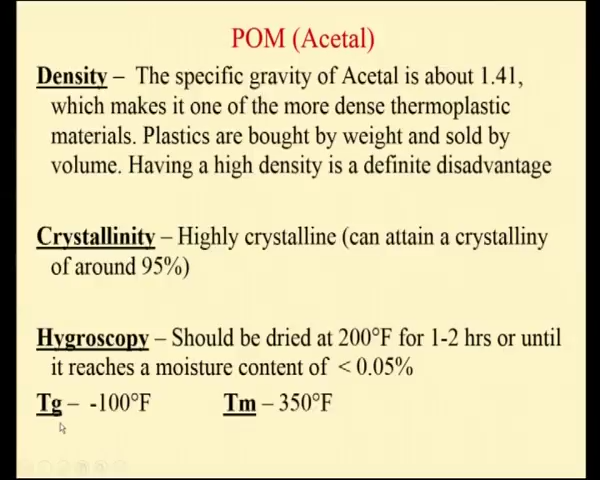 POM (Acetal)
Density – The specific gravity of Acetal is about 1.41,
which makes it one of the more dense thermoplastic
materials. Plastics are bought by weight and sold by
volume. Having a high density is a definite disadvantage
Crystallinity – Highly crystalline (can attain a crystalliny
of around 95%)
Hygroscopy – Should be dried at 200°F for 1-2 hrs or until
it reaches a moisture content of < 0.05%
Tg – -100°F Tm – 350°F